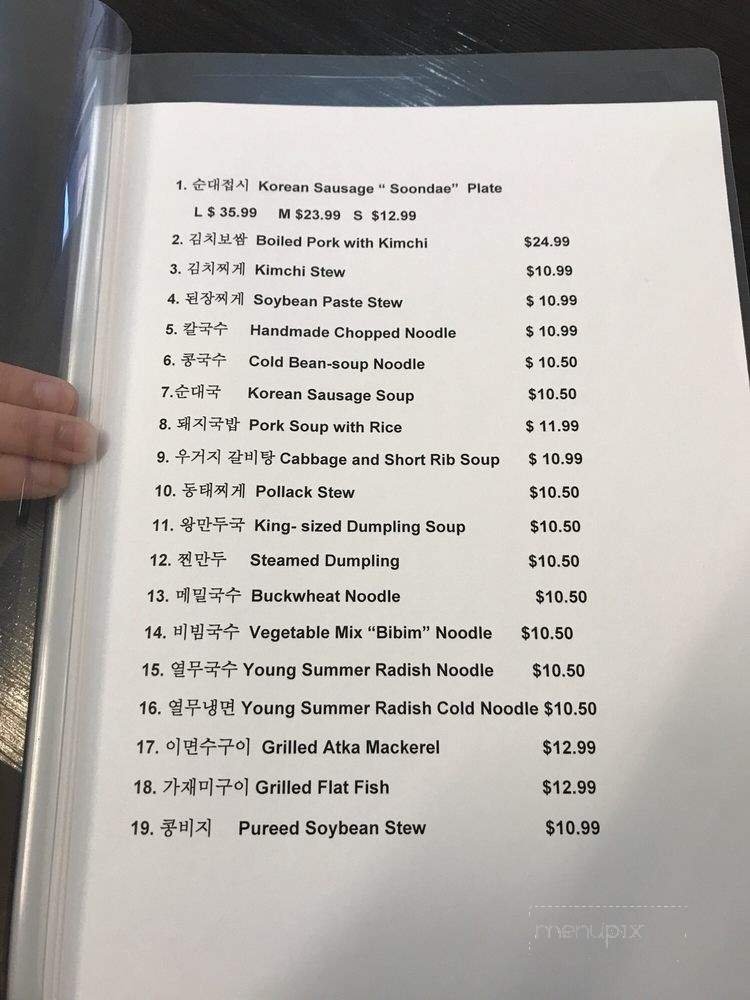 1. 순대접시 Korean Sausage “ Soondae” Plate
L $ 35.99 M $23.99 S $12.99
2. 김치보쌈 Boiled Pork with Kimchi $24.99
3. 김치찌게 Kimchi Stew $10.99
4. 된장찌게 Soybean Paste Stew $ 10.99
5. 칼국수 Handmade Chopped Noodle $ 10.99
6. 콩국수 Cold Bean-soup Noodle $ 10.50
7.순대국 Korean Sausage Soup $10.50
8. 돼지국밥 Pork Soup with Rice $ 11.99
9. 우거지 갈비탕 Cabbage and Short Rib Soup $ 10.99
10. 동태찌게 Pollack Stew $10.50
11. 왕만두국 King- sized Dumpling Soup $10.50
12. 찐만두 Steamed Dumpling $10.50
13. 메밀국수 Buckwheat Noodle $10.50
14. 비빔국수 Vegetable Mix “Bibim” Noodle $10.50
15. 열무국수 Young Summer Radish Noodle $10.50
16. 열무냉면 Young Summer Radish Cold Noodle $10.50
17. 이면수구이 Grilled Atka Mackerel $12.99
18. 가재미구이 Grilled Flat Fish $12.99
19. 콩비지 Pureed Soybean Stew $10.99
menupix